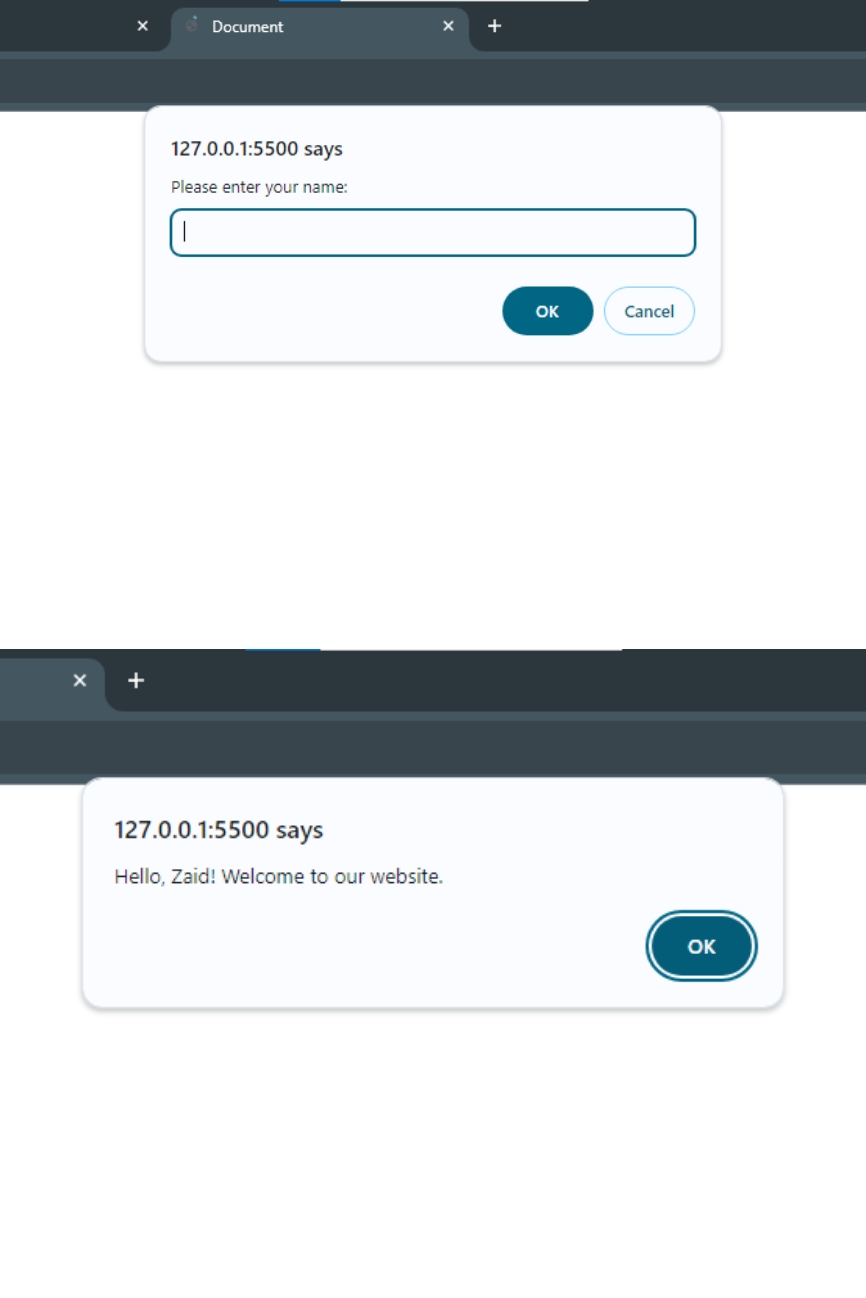 Document
127.0.0.1:5500 says
Please enter your name:
OK Cancel
127.0.0.1:5500 says
Hello, Zaid! Welcome to our website.
OK